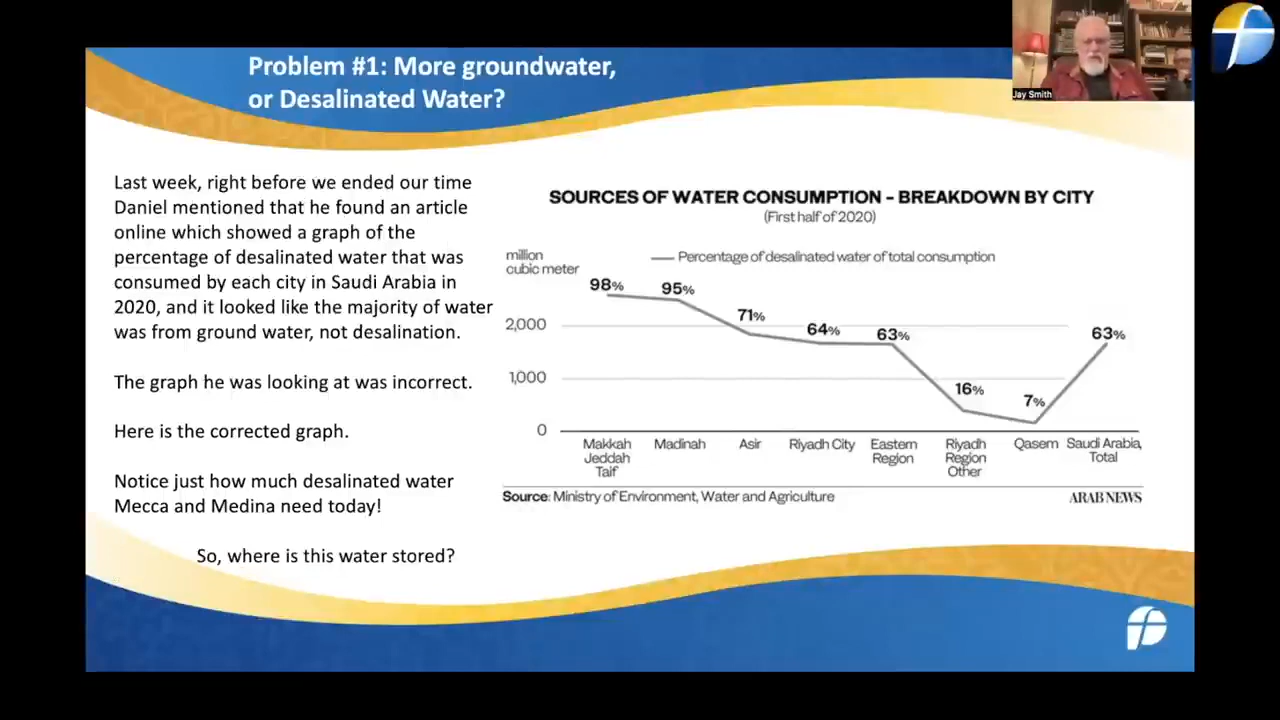 Problem #1: More groundwater,
or Desalinated Water?
Jay Smith
Last week, right before we ended our time
Daniel mentioned that he found an article
online which showed a graph of the
percentage of desalinated water that was
consumed by each city in Saudi Arabia in
2020, and it looked like the majority of water
was from ground water, not desalination.
The graph he was looking at was incorrect.
Here is the corrected graph.
Notice just how much desalinated water
Mecca and Medina need today!
So, where is this water stored?
SOURCES OF WATER CONSUMPTION – BREAKDOWN BY CITY
(First half of 2020)
million
cubic meter
Percentage of desalinated water of total consumption
98%
95%
71%
64%
63%
16%
7%
63%
2,000
1,000
0
Makkah
Jeddah
Taif
Madinah
Asir
Riyadh City
Eastern
Region
Riyadh
Region
Other
Qasem
Saudi Arabia,
Total
Source: Ministry of Environment, Water and Agriculture
ARAB NEWS